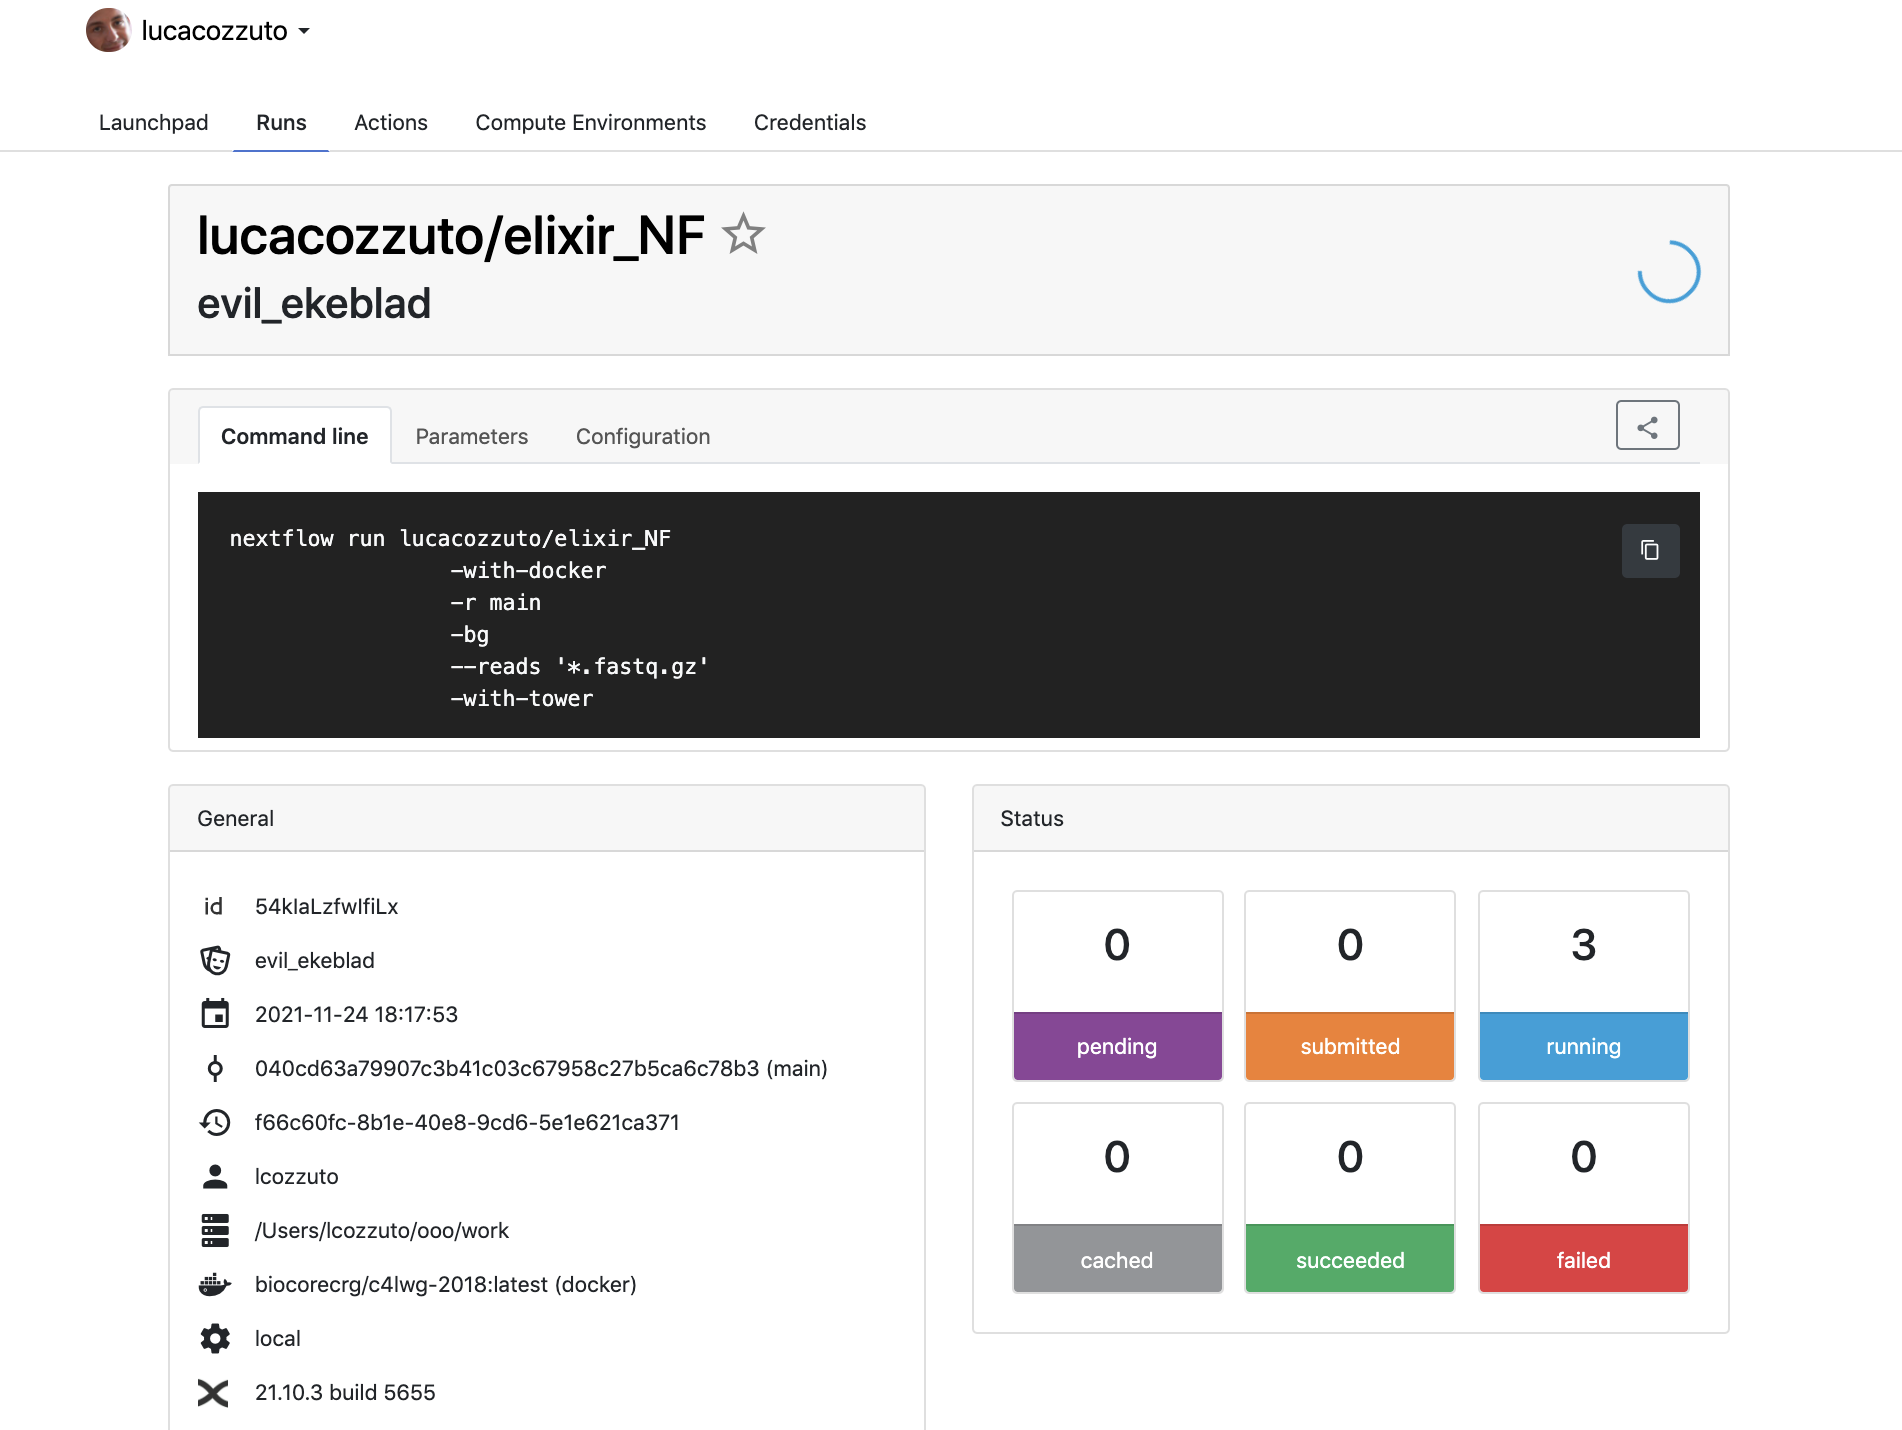 lucacozzuto
Launchpad Runs Actions Compute Environments Credentials
lucacozzuto/elixir_NF
evil_ekeblad
Command line Parameters Configuration
nextflow run lucacozzuto/elixir_NF
-with-docker
-r main
-bg
--reads '*.fastq.gz'
-with-tower
General
id 54klaLzfwIfiLx
evil_ekeblad
2021-11-24 18:17:53
040cd63a79907c3b41c03c67958c27b5ca6c78b3 (main)
f66c60fc-8b1e-40e8-9cd6-5e1e621ca371
lcozzuto
/Users/lcozzuto/ooo/work
biocorecrg/c4lwg-2018:latest (docker)
local
21.10.3 build 5655
Status
0 0 3
pending submitted running
0 0 0
cached succeeded failed